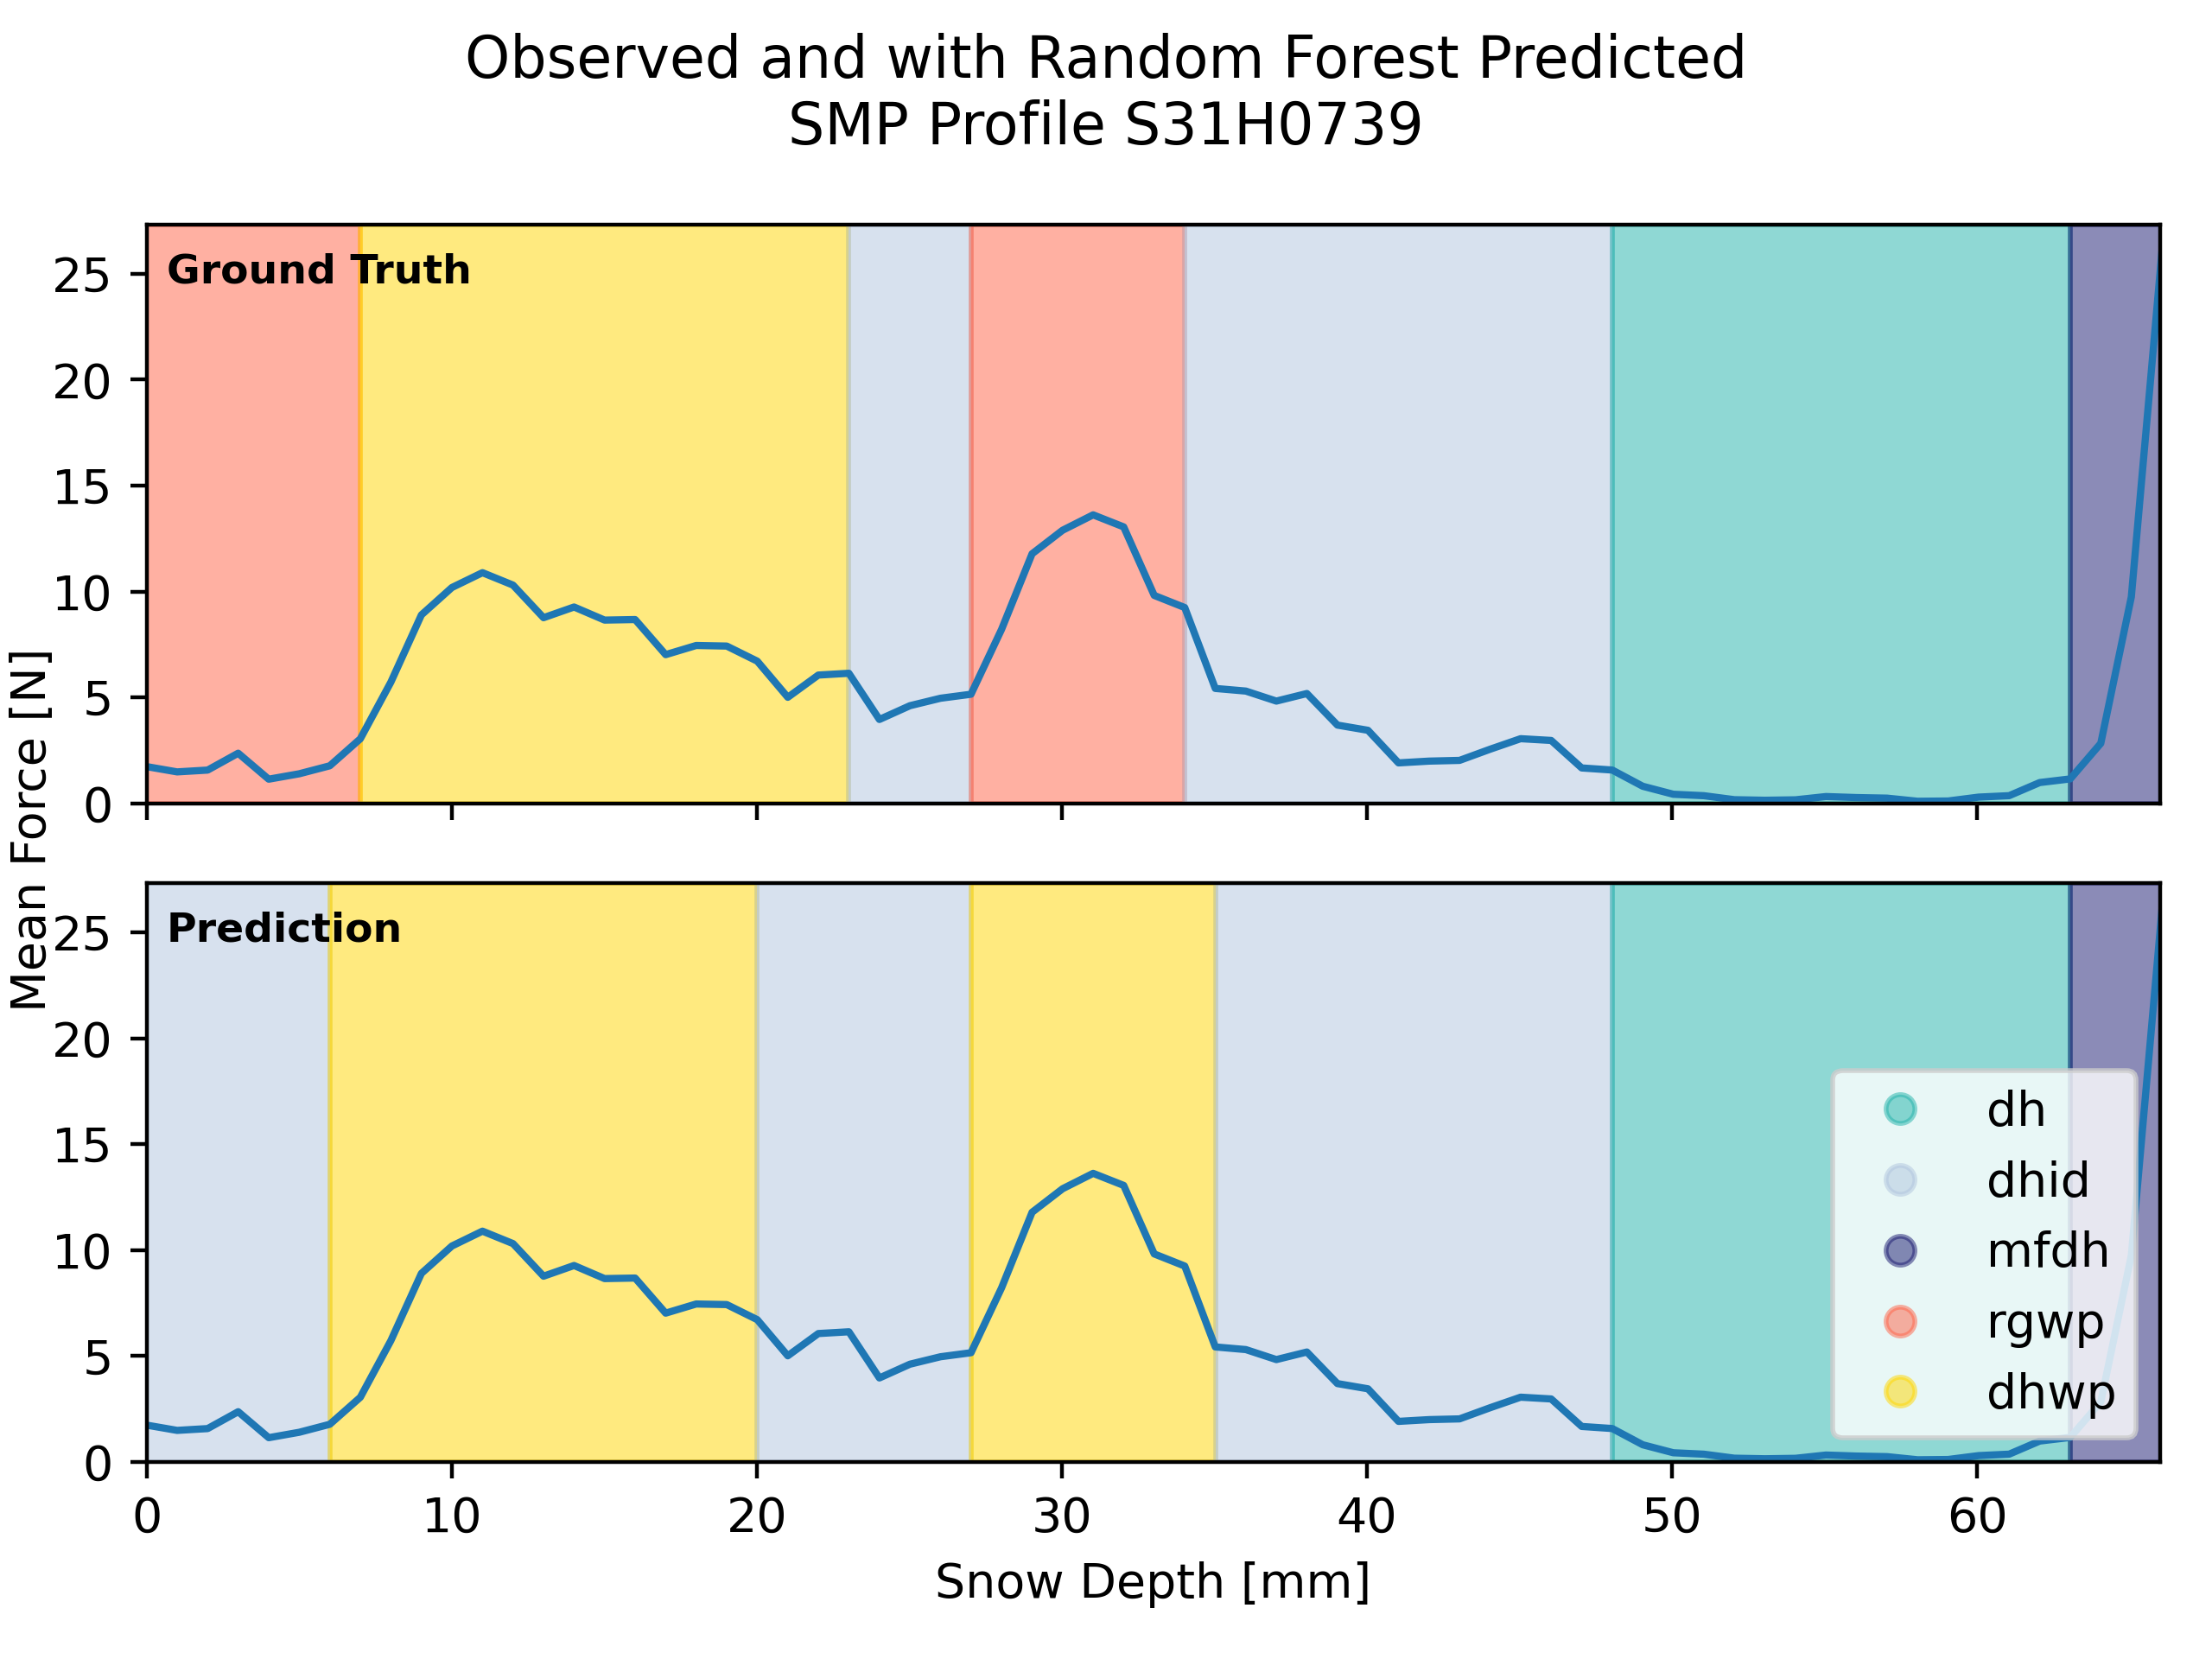 Observed and with Random Forest Predicted
SMP Profile S31H0739
Ground Truth
25
20
15
10
5
0
Mean Force [N]
Prediction
25
20
15
10
5
0
dh
dhid
mfdh
rgwp
dhwp
0 10 20 30 40 50 60
Snow Depth [mm]